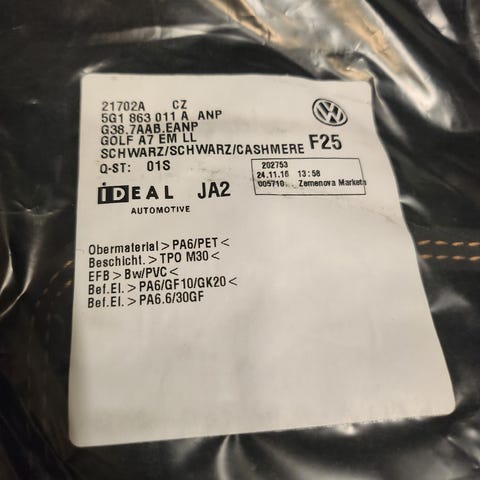 21702A CZ
5G1 863 011 A ANP
G38.7AAB.EANP
GOLF A7 EM LL
SCHWARZ/SCHWARZ/CASHMERE F25
Q-ST: 01S
202753
24.11.16 13:58
005710... Zemenova Marketa
IDEAL JA2
AUTOMOTIVE
Obermaterial > PA6/PET <
Beschicht. > TPO M30 <
EFB > Bw/PVC <
Bef.El. > PA6/GF10/GK20 <
Bef.El. > PA6.6/30GF